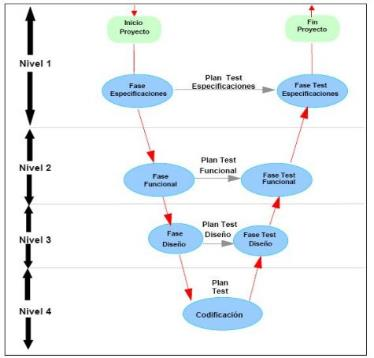 Inicio
Proyecto
Fin
Proyecto
Nivel 1
Fase
Especificaciones
Plan Test
Especificaciones
Fase Test
Especificaciones
Nivel 2
Fase
Funcional
Plan Test
Funcional
Fase Test
Funcional
Nivel 3
Fase
Diseño
Plan Test
Diseño
Fase Test
Diseño
Nivel 4
Plan
Test
Codificación